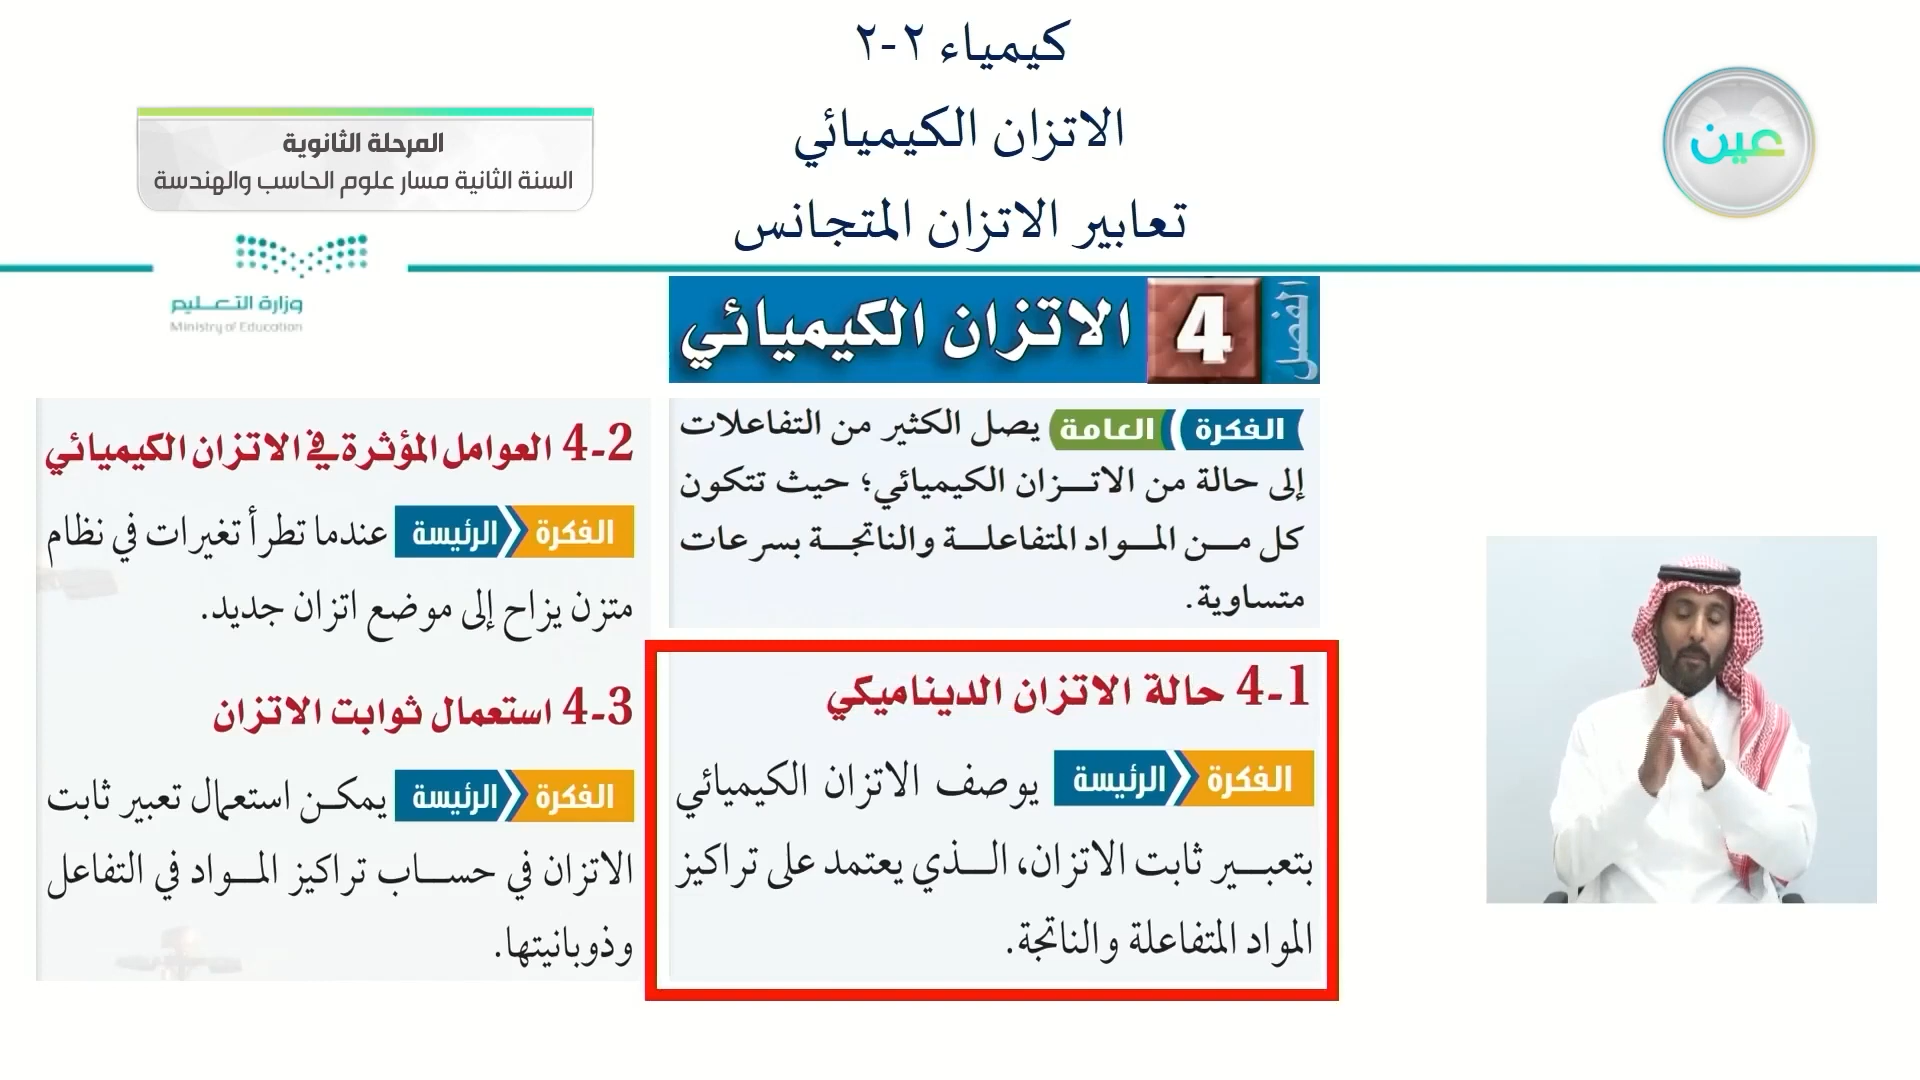 كيمياء ٢-٢
الاتزان الكيميائي
تعابير الاتزان المتجانس
عين
المرحلة الثانوية
السنة الثانية مسار علوم الحاسب والهندسة
وزارة التعليم
Ministry of Education
الفصل 4 الاتزان الكيميائي
الفكرة العامة يصل الكثير من التفاعلات
إلى حالة من الاتزان الكيميائي؛ حيث تتكون
كل من المواد المتفاعلة والناتجة بسرعات
متساوية.
4-1 حالة الاتزان الديناميكي
الفكرة الرئيسة يوصف الاتزان الكيميائي
بتعبير ثابت الاتزان، الذي يعتمد على تراكيز
المواد المتفاعلة والناتجة.
4-2 العوامل المؤثرة في الاتزان الكيميائي
الفكرة الرئيسة عندما تطرأ تغيرات في نظام
متزن يزاح إلى موضع اتزان جديد.
4-3 استعمال ثوابت الاتزان
الفكرة الرئيسة يمكن استعمال تعبير ثابت
الاتزان في حساب تراكيز المواد في التفاعل
وذوبانيتها.